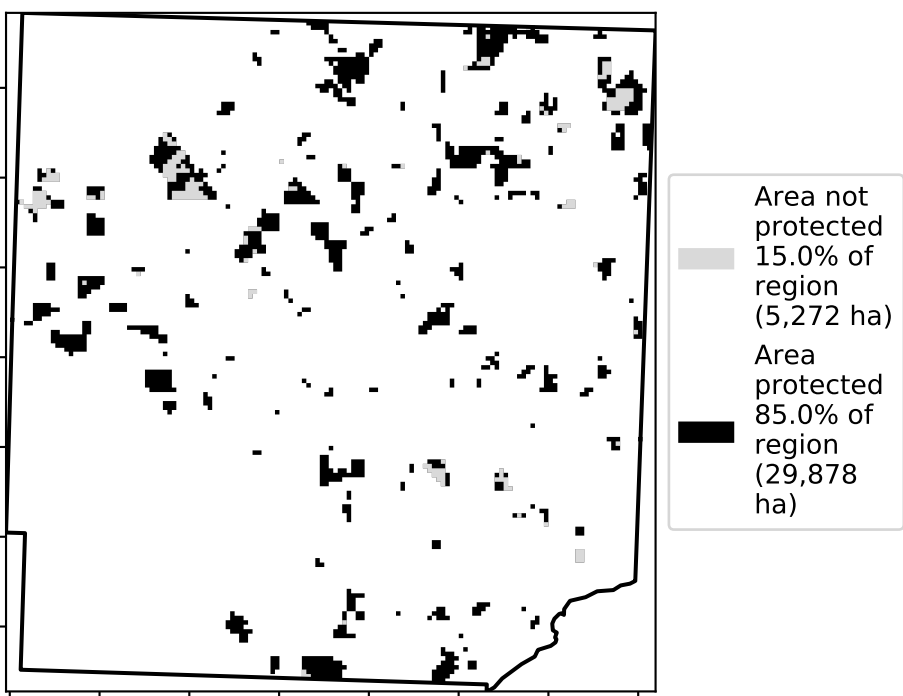 Area not
protected
15.0% of
region
(5,272 ha)
Area
protected
85.0% of
region
(29,878
ha)